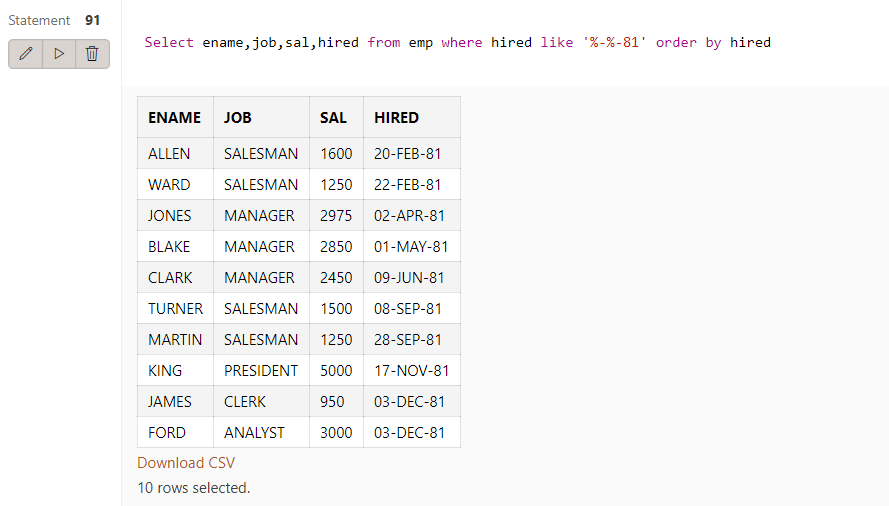 Statement 91
Select ename,job,sal,hired from emp where hired like '%-%-81' order by hired
ENAME JOB SAL HIRED
ALLEN SALESMAN 1600 20-FEB-81
WARD SALESMAN 1250 22-FEB-81
JONES MANAGER 2975 02-APR-81
BLAKE MANAGER 2850 01-MAY-81
CLARK MANAGER 2450 09-JUN-81
TURNER SALESMAN 1500 08-SEP-81
MARTIN SALESMAN 1250 28-SEP-81
KING PRESIDENT 5000 17-NOV-81
JAMES CLERK 950 03-DEC-81
FORD ANALYST 3000 03-DEC-81
Download CSV
10 rows selected.